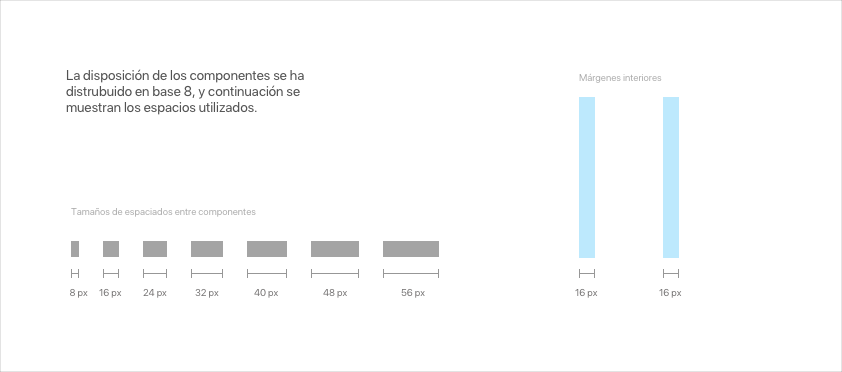 La disposición de los componentes se ha
distrubuido en base 8, y continuación se
muestran los espacios utilizados.
Márgenes interiores
Tamaños de espaciados entre componentes
8 px 16 px 24 px 32 px 40 px 48 px 56 px
16 px 16 px